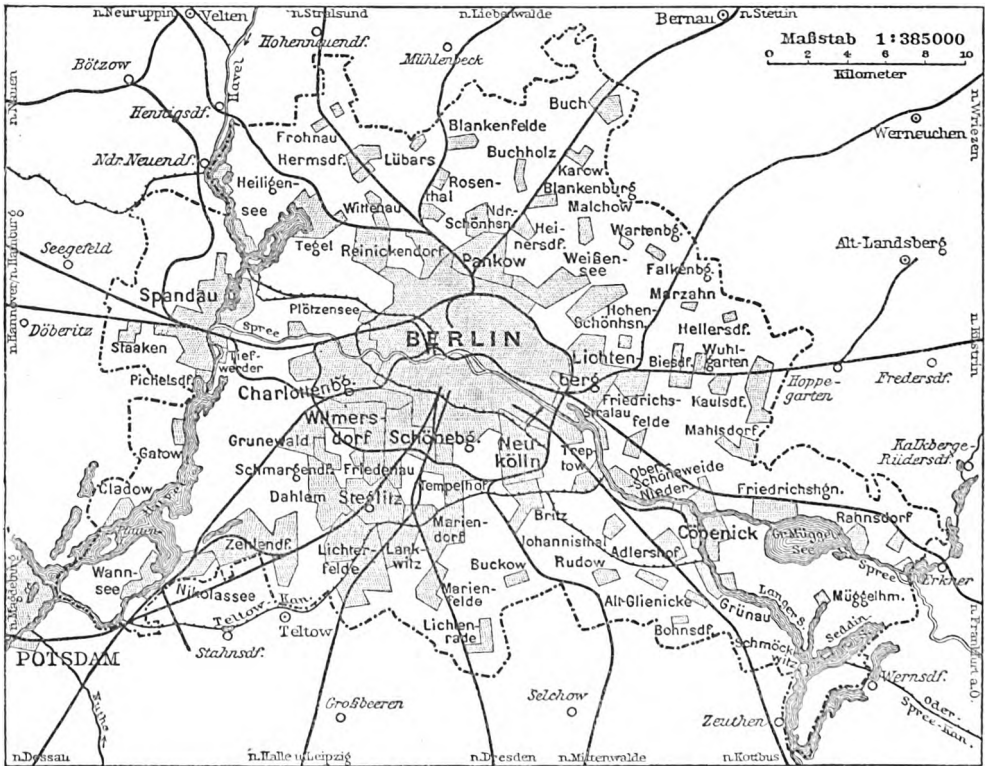 n.Neuruppin
Velten
n.Stralsund
n.Liebenwalde
Bernau
n.Stettin
Hohenneuendf.
Mühlenbeck
Maßstab 1:385000
0 2 4 6 8 10
Kilometer
Bötzow
n.Nauen
Havel
Hennigsdf.
Buch
Werneuchen
n.Wriezen
Frohnau
Blankenfelde
Hermsdf.
Lübars
Buchholz
Karow
Ndr.Neuendf.
Heiligen-
see
Rosen-
thal
Blankenburg
Malchow
Wittenau
Ndr.
Schönhsn.
Hei-
nersdf.
Wartenbg.
Tegel
Reinickendorf
Pankow
Weißen-
see
Falkenbg.
Alt-Landsberg
Seegefeld
n.Hannover
n.Hamburg
Spandau
Plötzensee
Marzahn
Hohen-
Schönhsn.
Hellersdf.
Döberitz
Spree
BERLIN
Staaken
Tief-
werder
Lichten-
berg
Biesdf.
Wuhl-
garten
Hoppe-
garten
Fredersdf.
n.Küstrin
Pichelsdf.
Charlottenbg.
Friedrichs-
felde
Kaulsdf.
Stralau
Wilmers-
dorf
Schönebg.
Neu-
kölln
Mahlsdorf
Grunewald
Gatow
Trep-
tow
Kalkberge-
Rüdersdf.
Schmargendf.
Friedenau
Ober-
Schöneweide
Nieder-
Cladow
Dahlem
Steglitz
Tempelhof
Friedrichshgn.
Havel
Britz
Rahnsdorf
Marien-
dorf
Cöpenick
Gr.Müggel-
See
Zehlendf.
Lichter-
felde
Lank-
witz
Johannisthal
Adlershof
Wann-
see
Buckow
Rudow
Spree
Erkner
n.Magdeburg
Nikolassee
Marien-
felde
Alt-Glienicke
Grünau
Langer S.
Müggelhm.
Teltow-Kan.
Teltow
Lichten-
rade
Bohnsdf.
Seddin-
S.
n.Frankfurt a.O.
POTSDAM
Stahnsdf.
Schmöck-
witz
Wernsdf.
Nuthe
Großbeeren
Selchow
Zeuthen
Oder-
Spree-Kan.
n.Dessau
n.Halle u.Leipzig
n.Dresden
n.Mittenwalde
n.Kottbus